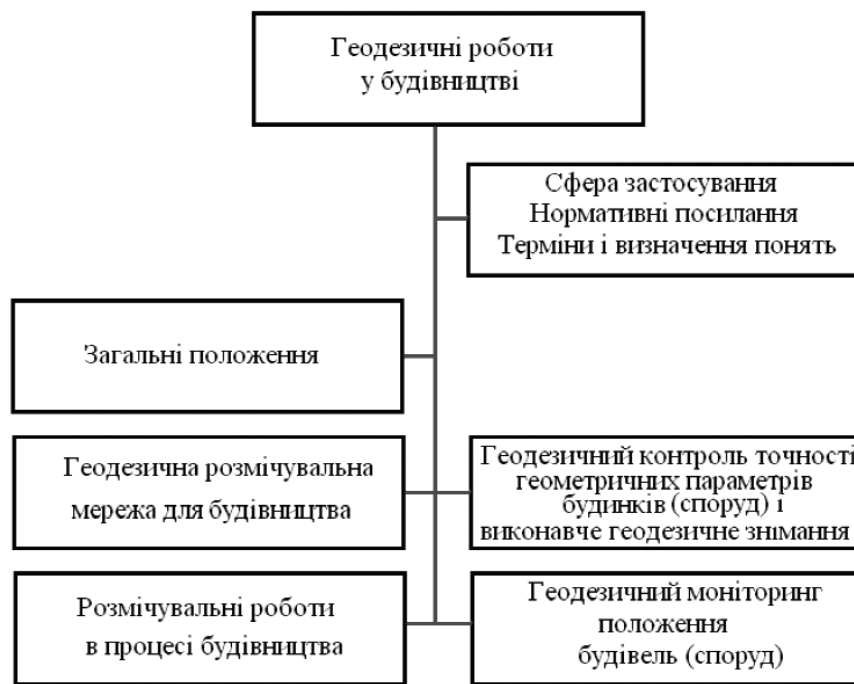 Геодезичні роботи
у будівництві
Сфера застосування
Нормативні посилання
Терміни і визначення понять
Загальні положення
Геодезична розмічувальна
мережа для будівництва
Геодезичний контроль точності
геометричних параметрів
будинків (споруд) і
виконавче геодезичне знімання
Розмічувальні роботи
в процесі будівництва
Геодезичний моніторинг
положення
будівель (споруд)